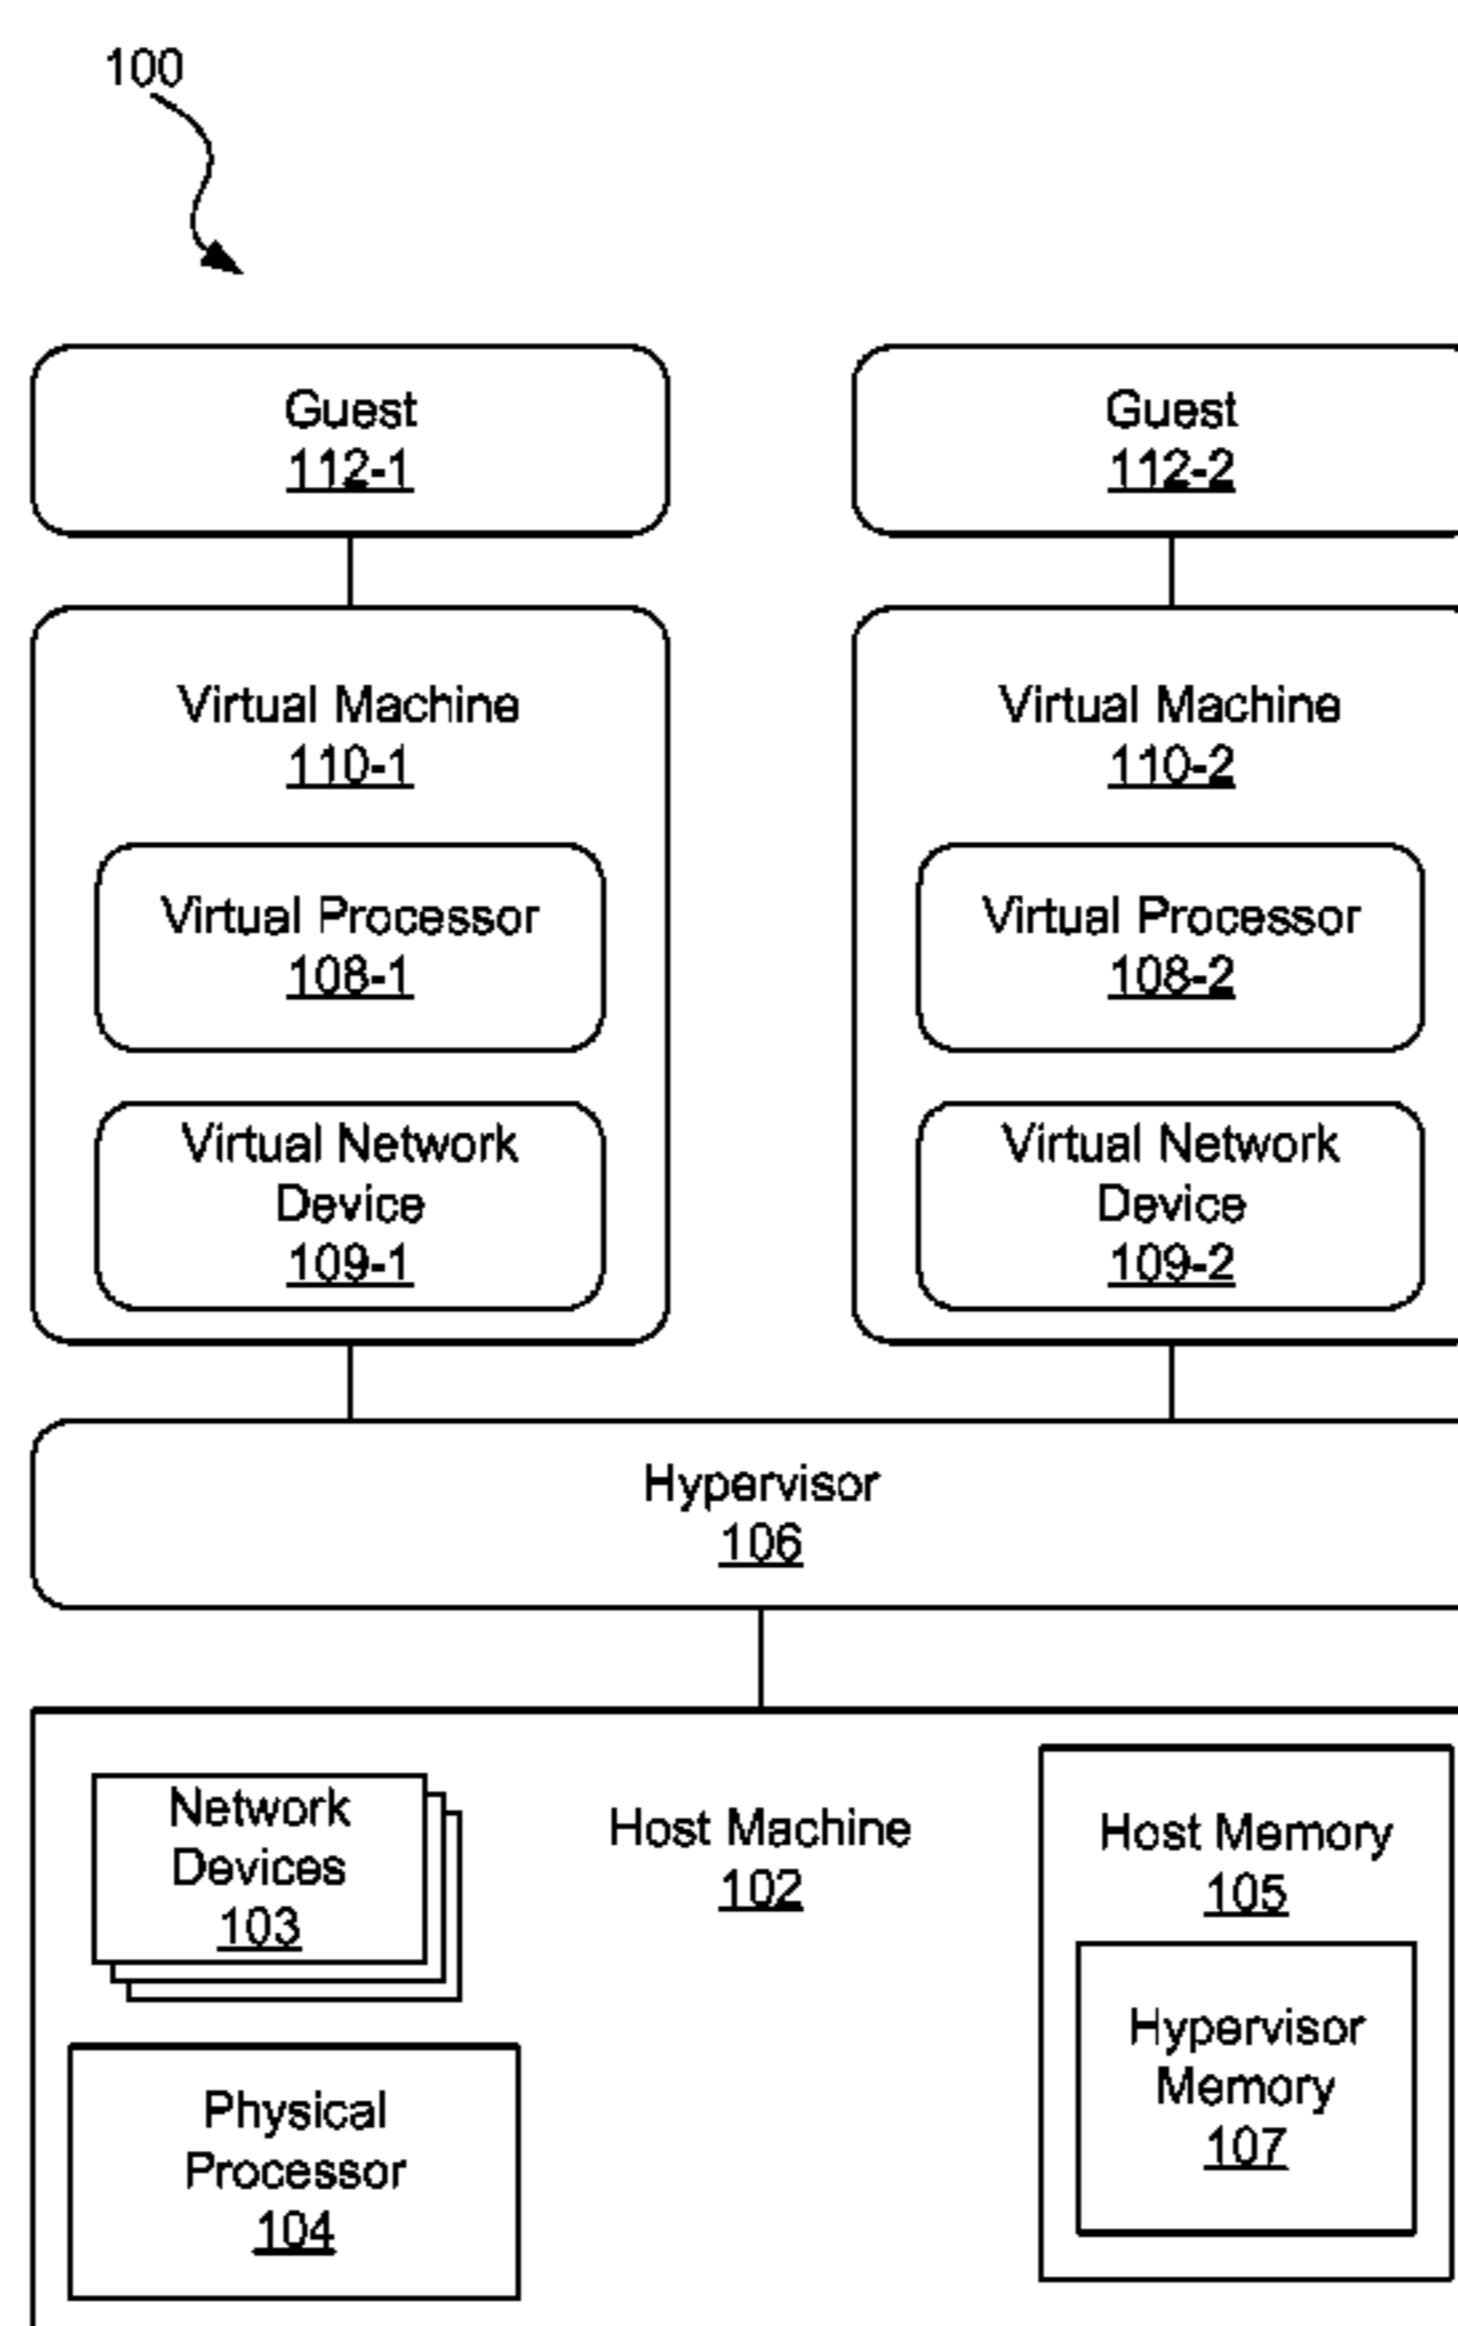 100
Guest
112-1
Guest
112-2
Virtual Machine
110-1
Virtual Processor
108-1
Virtual Network
Device
109-1
Virtual Machine
110-2
Virtual Processor
108-2
Virtual Network
Device
109-2
Hypervisor
106
Network
Devices
103
Physical
Processor
104
Host Machine
102
Host Memory
105
Hypervisor
Memory
107